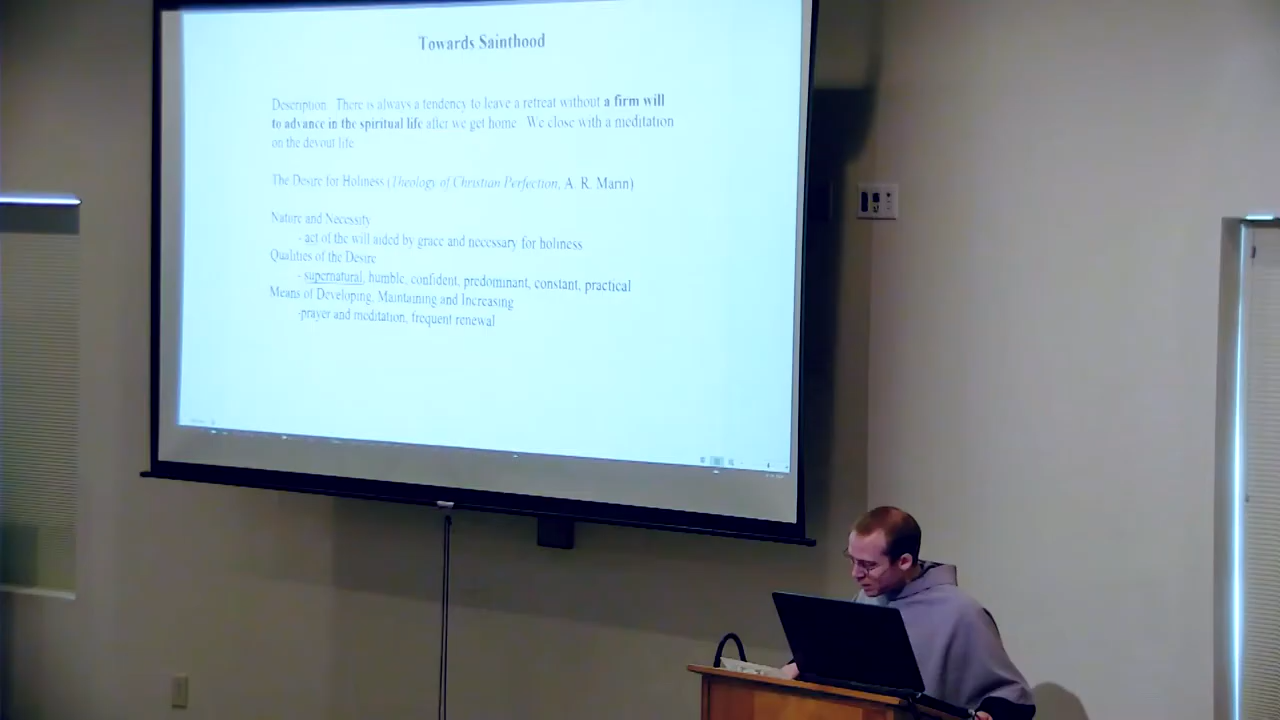 Towards Sainthood
Description. There is always a tendency to leave a retreat without a firm will
to advance in the spiritual life after we get home. We close with a meditation
on the devout life.
The Desire for Holiness (Theology of Christian Perfection, A. R. Marin)
Nature and Necessity
- act of the will aided by grace and necessary for holiness
Qualities of the Desire
- supernatural, humble, confident, predominant, constant, practical
Means of Developing, Maintaining and Increasing
-prayer and meditation, frequent renewal